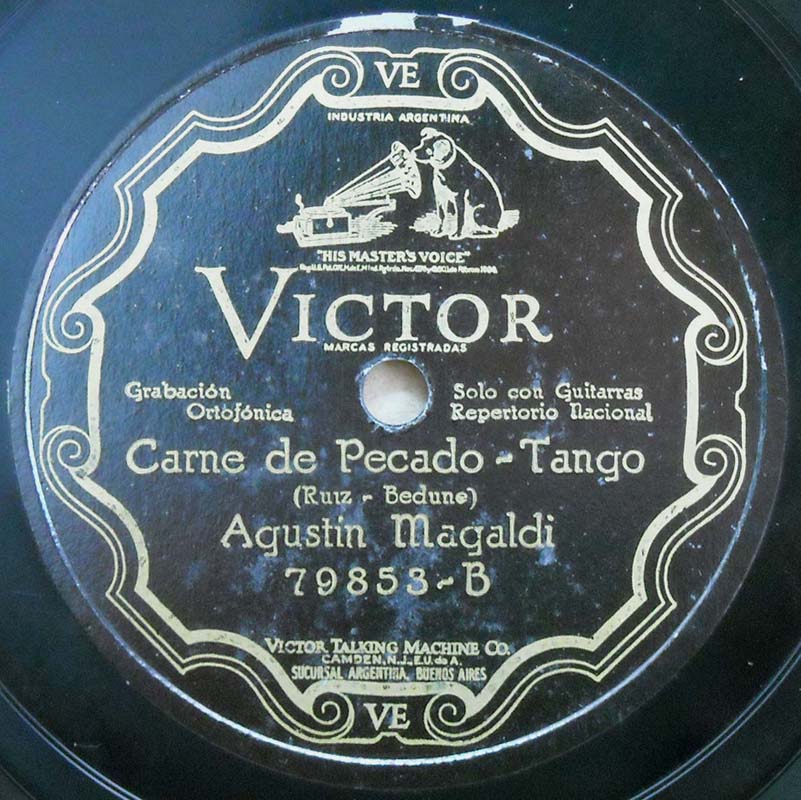 VE
INDUSTRIA ARGENTINA
"HIS MASTER'S VOICE"
VICTOR
MARCAS REGISTRADAS
Grabación
Ortofónica
Solo con Guitarras
Repertorio Nacional
Carne de Pecado - Tango
(Ruiz - Bedune)
Agustin Magaldi
79853-B
VICTOR TALKING MACHINE CO.
CAMDEN, N.J., E.U. de A.
SUCURSAL ARGENTINA, BUENOS AIRES
VE